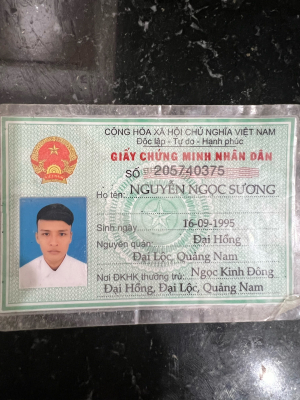 CỘNG HÒA XÃ HỘI CHỦ NGHĨA VIỆT NAM
Độc lập - Tự do - Hạnh phúc
GIẤY CHỨNG MINH NHÂN DÂN
SỐ 205740375
Họ tên: NGUYỄN NGỌC SƯƠNG
Sinh ngày 16-09-1995
Nguyên quán: Đại Hồng
Đại Lộc, Quảng Nam
Nơi ĐKHK thường trú: Ngọc Kinh Đông
Đại Hồng, Đại Lộc, Quảng Nam